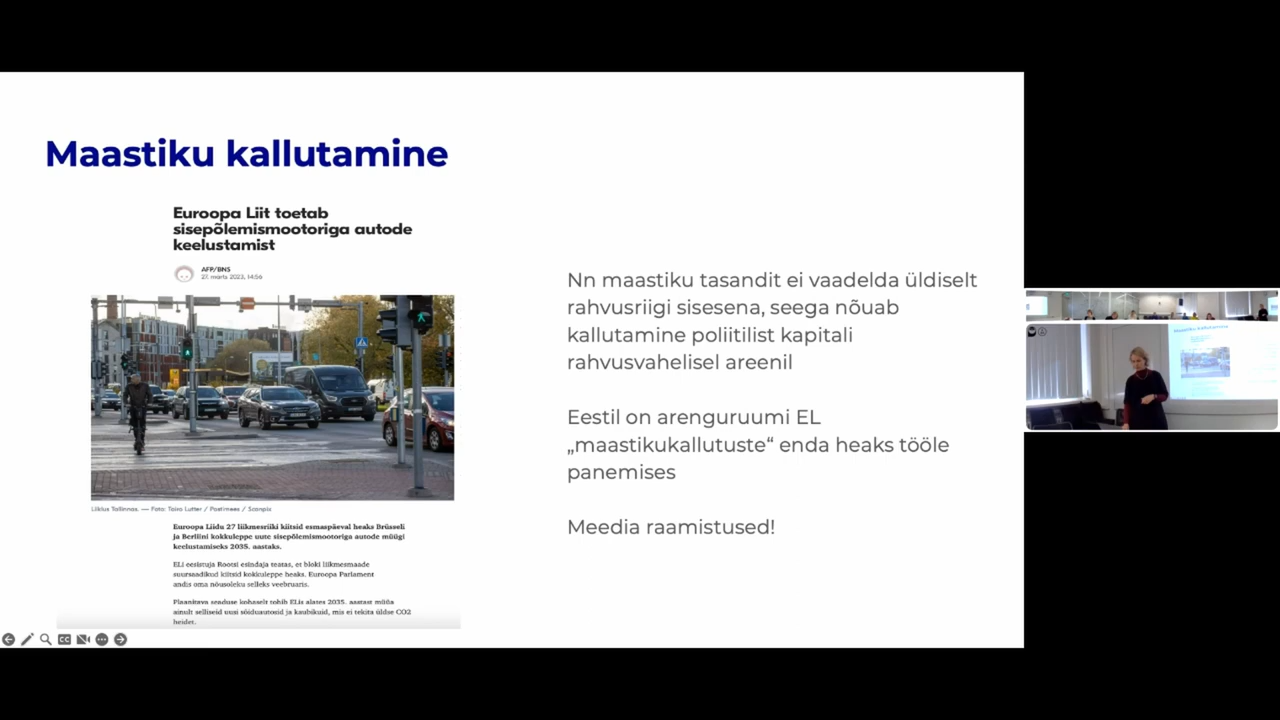 Maastiku kallutamine
Euroopa Liit toetab
sisepõlemismootoriga autode
keelustamist
AFP/BNS
27. märts 2023, 14:56
Liiklus Tallinnas. — Foto: Tairo Lutter / Postimees / Scanpix
Euroopa Liidu 27 liikmesriiki kiitsid esmaspäeval heaks Brüsseli
ja Berliini kokkuleppe uute sisepõlemismootoriga autode müügi
keelustamiseks 2035. aastaks.
ELi eesistuja Rootsi esindaja teatas, et bloki liikmesmaade
suursaadikud kiitsid kokkuleppe heaks. Euroopa Parlament
andis oma nõusoleku selleks veebruaris.
Plaanitava seaduse kohaselt tohib ELis alates 2035. aastast müüa
ainult selliseid uusi sõiduautosid ja kaubikuid, mis ei tekita üldse CO2
heidet.
Nn maastiku tasandit ei vaadelda üldiselt
rahvusriigi sisesena, seega nõuab
kallutamine poliitilist kapitali
rahvusvahelisel areenil
Eestil on arenguruumi EL
„maastikukallutuste“ enda heaks tööle
panemises
Meedia raamistused!
CC
Maastiku kallutamine